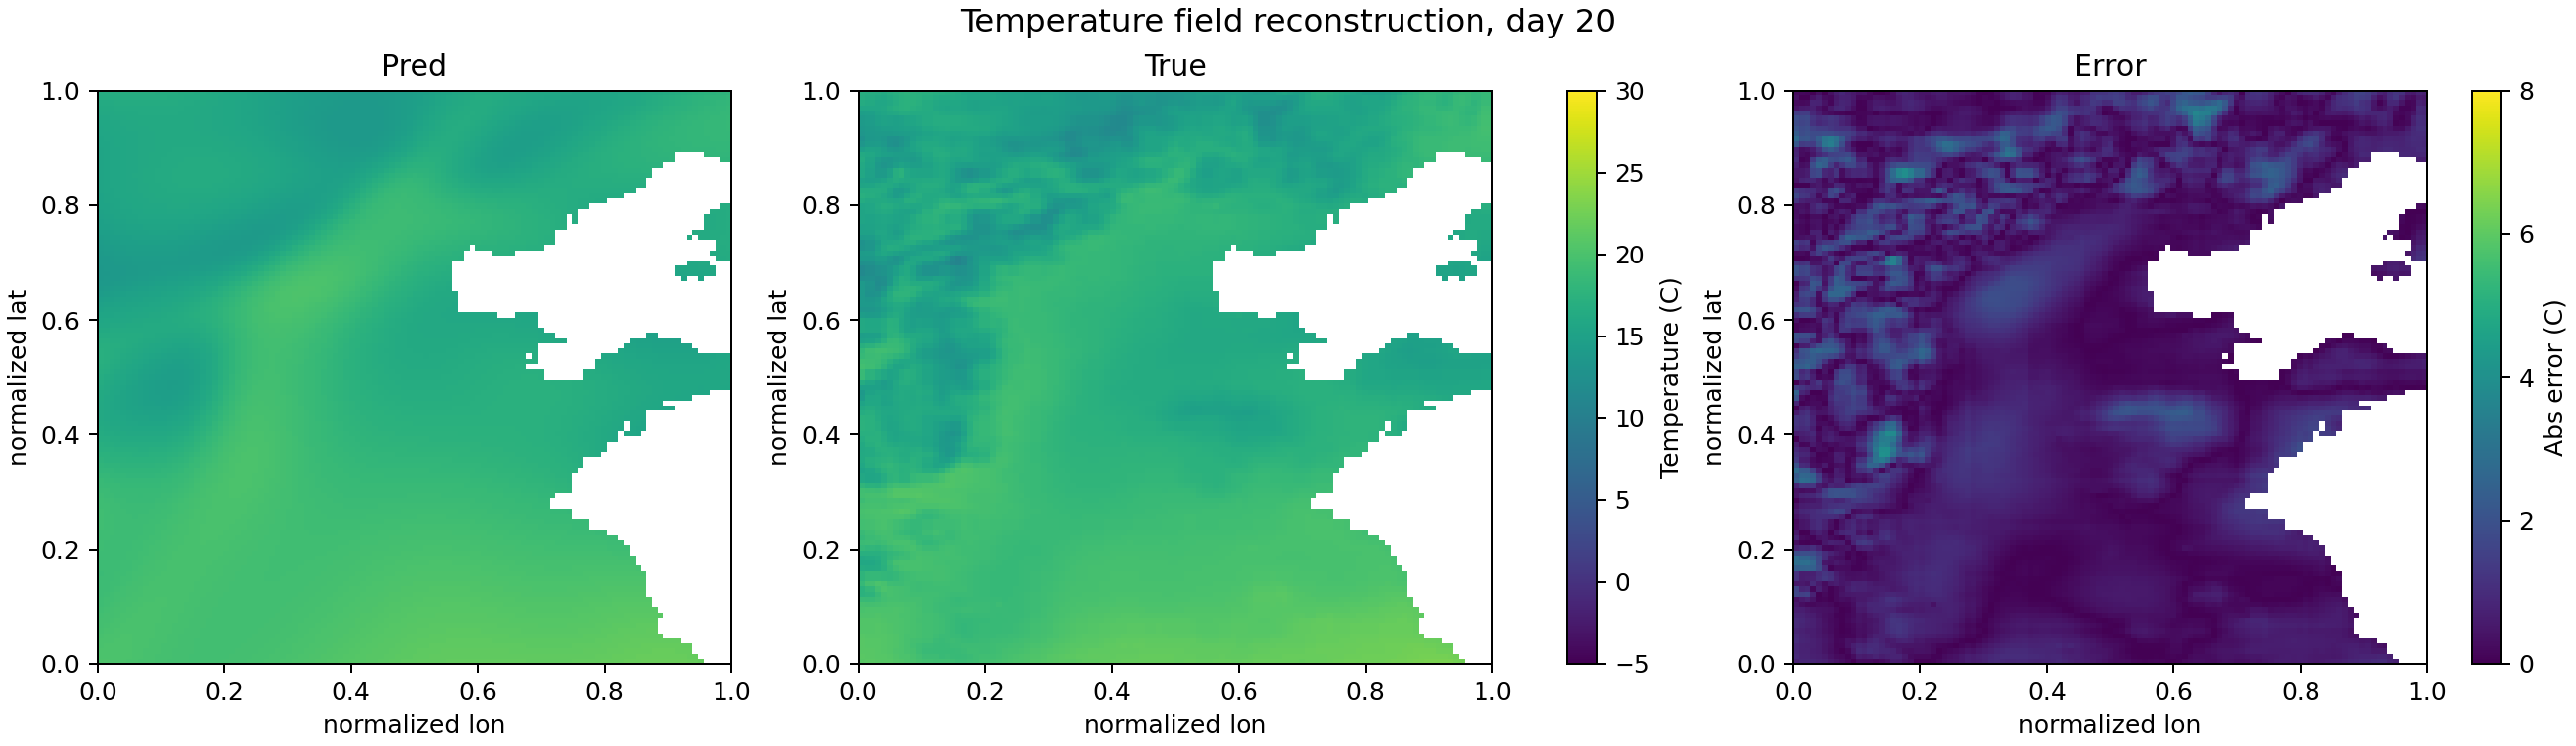 Temperature field reconstruction, day 20
Pred
True
Error
1.0
0.8
0.6
0.4
0.2
0.0
normalized lat
0.0 0.2 0.4 0.6 0.8 1.0
normalized lon
1.0
0.8
0.6
0.4
0.2
0.0
normalized lat
0.0 0.2 0.4 0.6 0.8 1.0
normalized lon
30
25
20
15
10
5
0
−5
Temperature (C)
1.0
0.8
0.6
0.4
0.2
0.0
normalized lat
0.0 0.2 0.4 0.6 0.8 1.0
normalized lon
8
6
4
2
0
Abs error (C)